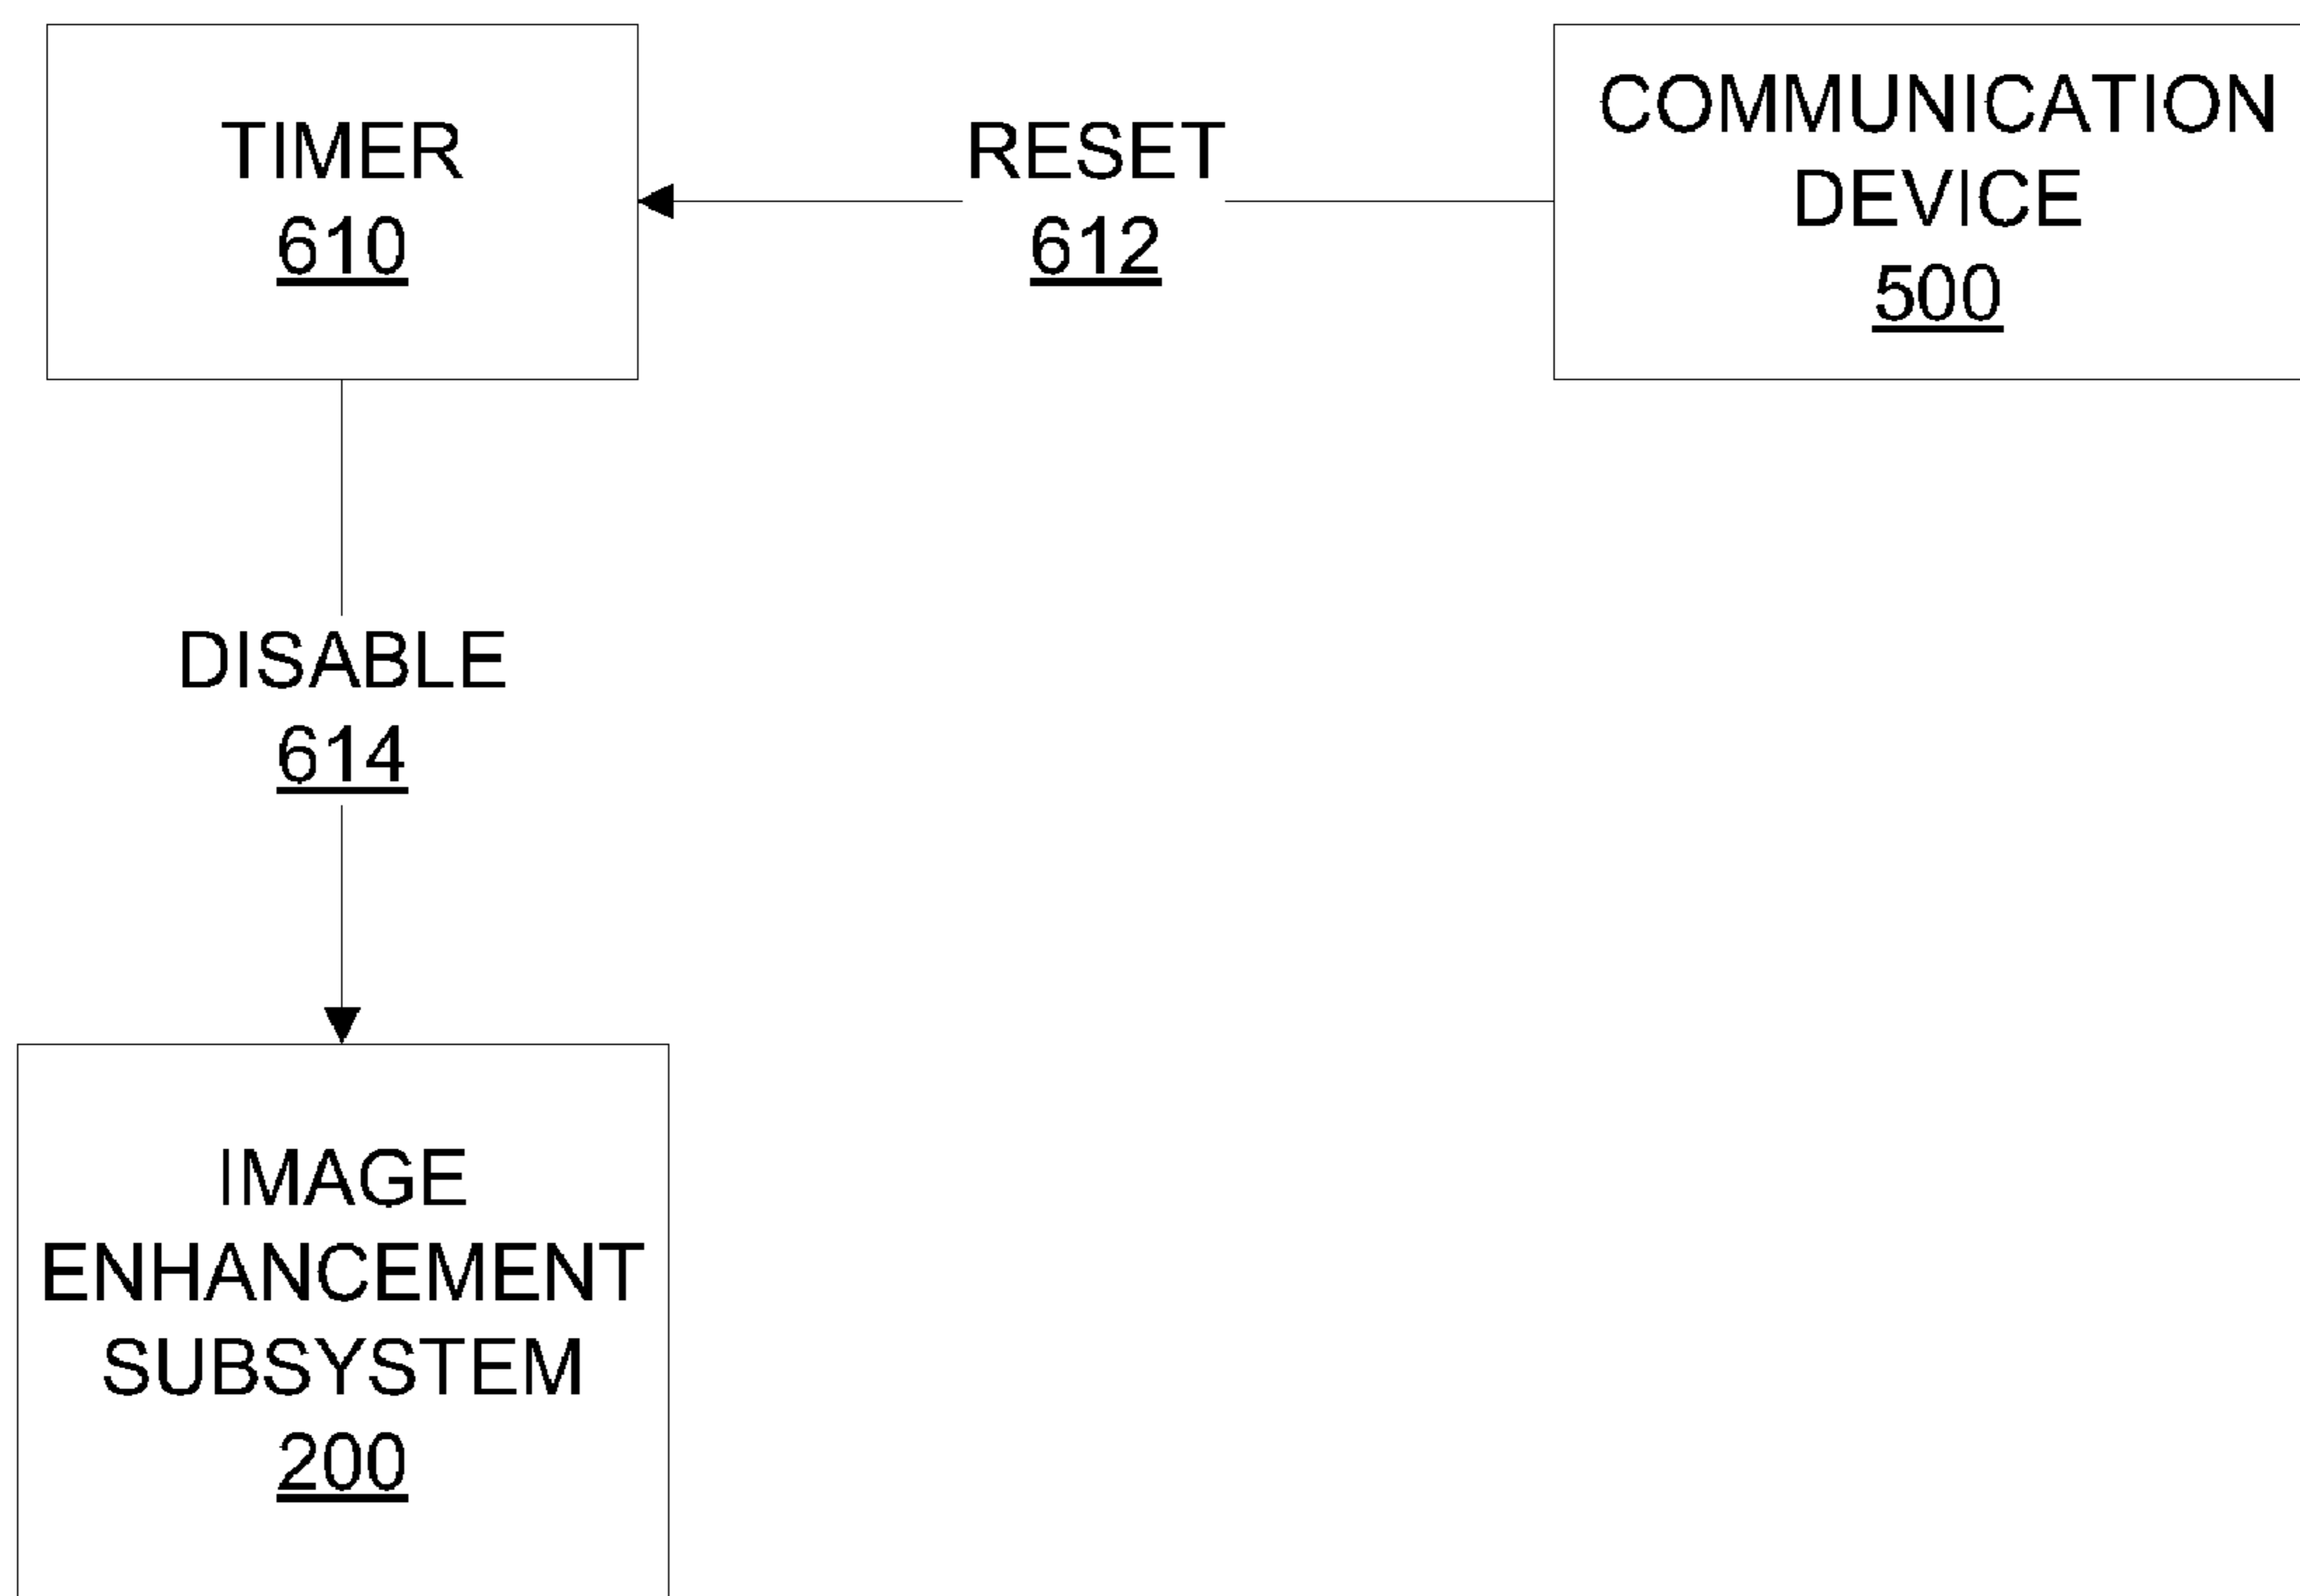 TIMER
610
RESET
612
COMMUNICATION
DEVICE
500
DISABLE
614
IMAGE
ENHANCEMENT
SUBSYSTEM
200